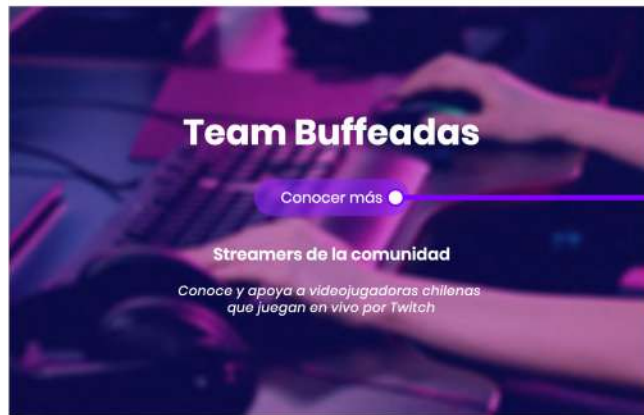 Team Buffeadas
Conocer más
Streamers de la comunidad
Conoce y apoya a videojugadoras chilenas
que juegan en vivo por Twitch